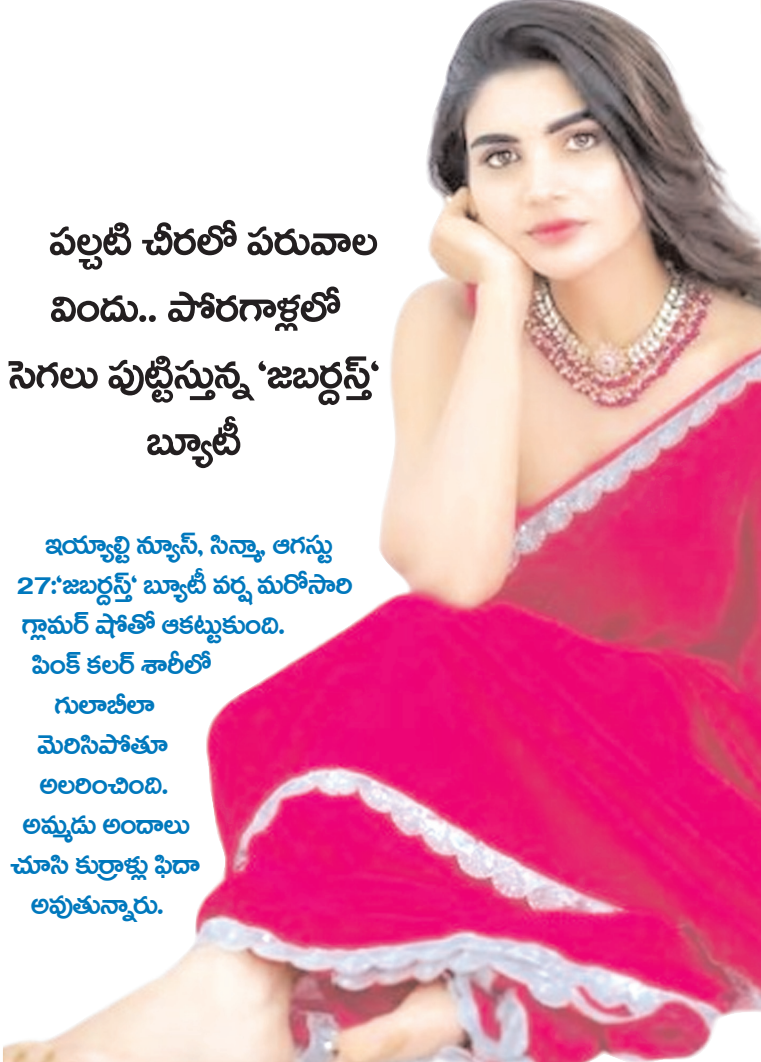 పల్చటి చీరలో పరువాల
విందు.. పోరగాళ్లలో
సెగలు పుట్టిస్తున్న ‘జబర్దస్త్‘
బ్యూటీ
ఇయ్యాల్టి న్యూస్, సిన్మా, ఆగస్టు
27:‘జబర్దస్త్‘ బ్యూటీ వర్ష మరోసారి
గ్లామర్ షోతో ఆకట్టుకుంది.
పింక్ కలర్ శారీలో
గులాబీలా
మెరిసిపోతూ
అలరించింది.
అమ్మడు అందాలు
చూసి కుర్రాళ్లు ఫిదా
అవుతున్నారు.